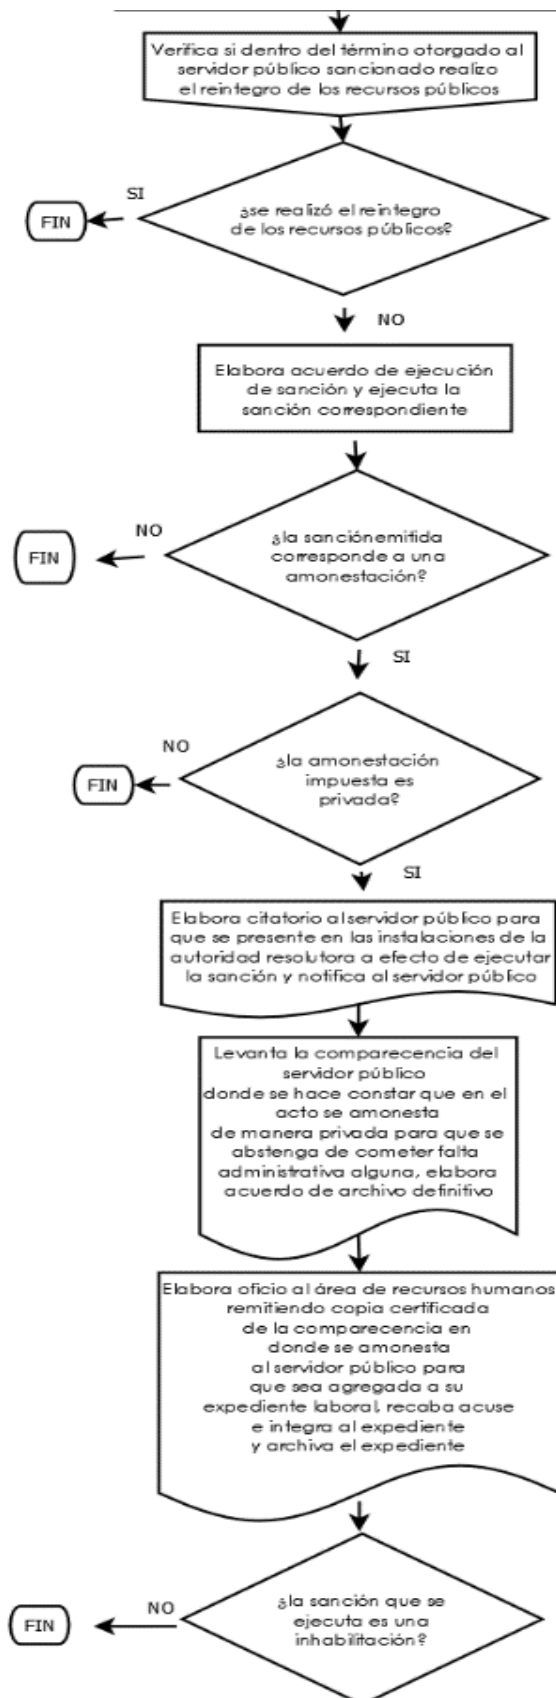 Verifica si dentro del término otorgado al
servidor público sancionado realizo
el reintegro de los recursos públicos
SI
FIN
¿se realizó el reintegro
de los recursos públicos?
NO
Elabora acuerdo de ejecución
de sanción y ejecuta la
sanción correspondiente
NO
FIN
¿la sanciónemitida
corresponde a una
amonestación?
SI
NO
FIN
¿la amonestación
impuesta es
privada?
SI
Elabora citatorio al servidor público para
que se presente en las instalaciones de la
autoridad resolutora a efecto de ejecutar
la sanción y notifica al servidor público
Levanta la comparecencia del
servidor público
donde se hace constar que en el
acto se amonesta
de manera privada para que se
abstenga de cometer falta
administrativa alguna, elabora
acuerdo de archivo definitivo
Elabora oficio al área de recursos humanos
remitiendo copia certificada
de la comparecencia en
donde se amonesta
al servidor público para
que sea agregada a su
expediente laboral, recaba acuse
e integra al expediente
y archiva el expediente
NO
FIN
¿la sanción que se
ejecuta es una
inhabilitación?